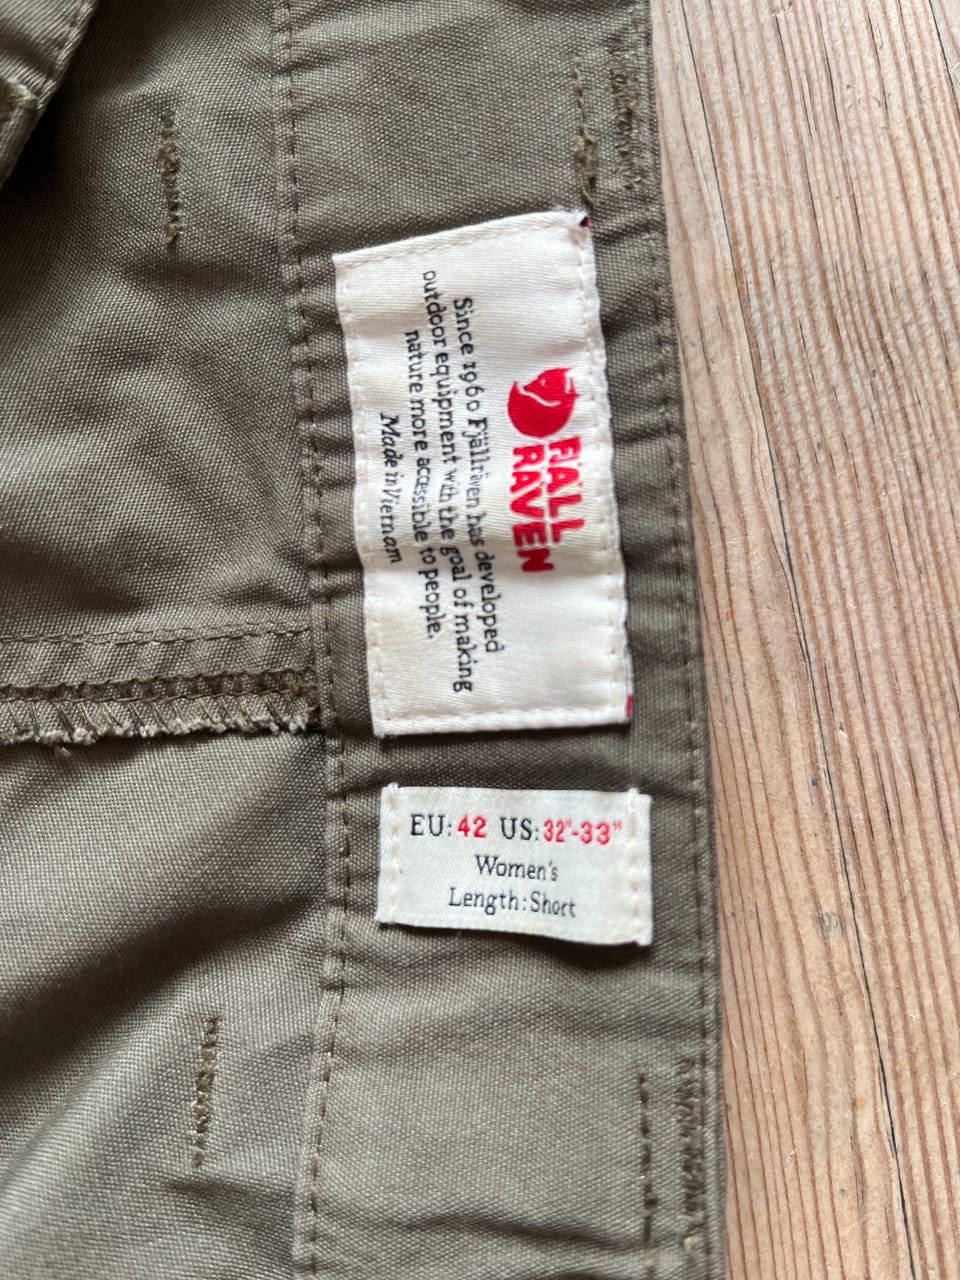 FJÄLL
RÄVEN
Since 1960 Fjällräven has developed
outdoor equipment with the goal of making
nature more accessible to people.
Made in Vietnam
EU: 42 US: 32"-33"
Women's
Length: Short